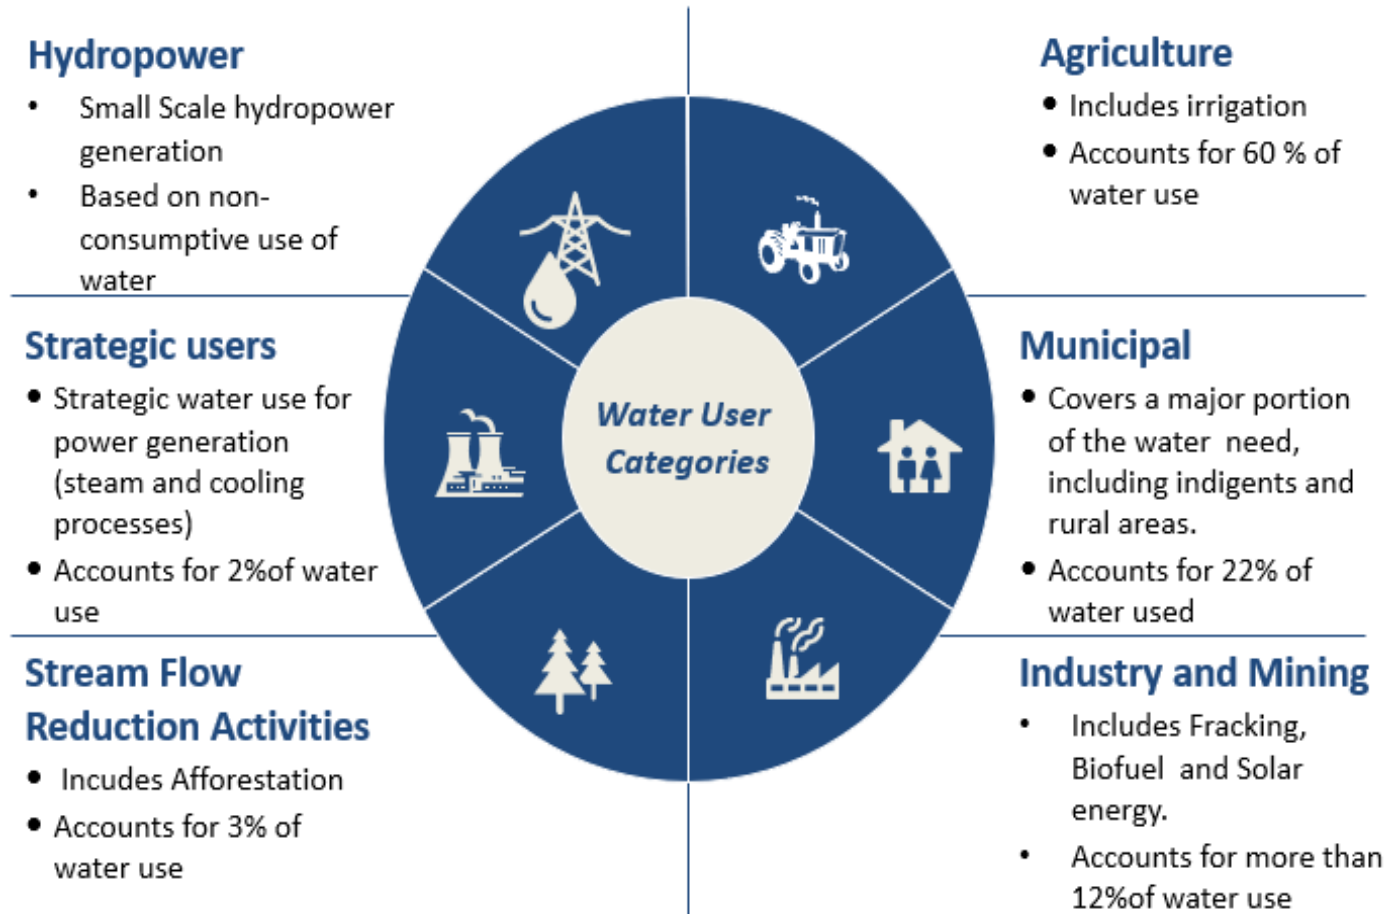 Hydropower
• Small Scale hydropower
generation
• Based on non-
consumptive use of
water
Agriculture
• Includes irrigation
• Accounts for 60 % of
water use
Strategic users
• Strategic water use for
power generation
(steam and cooling
processes)
• Accounts for 2%of water
use
Water User
Categories
Municipal
• Covers a major portion
of the water need,
including indigents and
rural areas.
• Accounts for 22% of
water used
Stream Flow
Reduction Activities
• Incudes Afforestation
• Accounts for 3% of
water use
Industry and Mining
• Includes Fracking,
Biofuel and Solar
energy.
• Accounts for more than
12%of water use